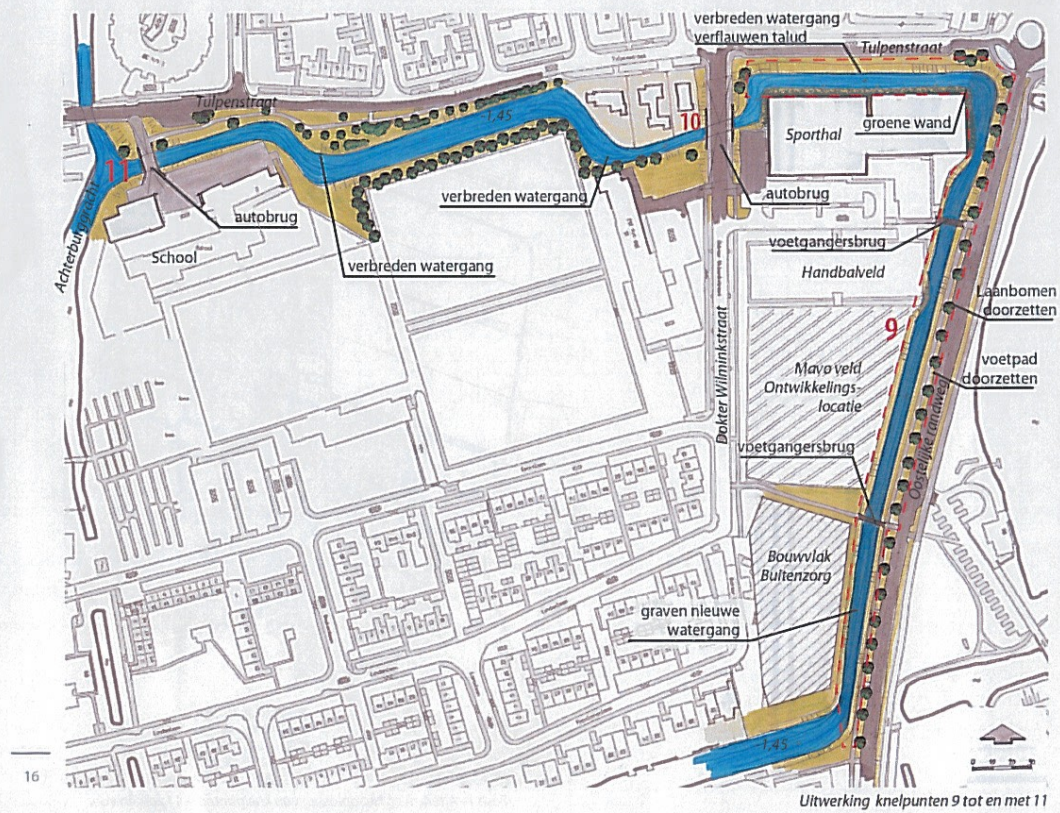 verbreden watergang
verflauwen talud
Tulpenstraat
Tulpenstraat
-1,45
10
Sporthal
groene wand
11
verbreden watergang
autobrug
autobrug
Achterburggracht
School
voetgangersbrug
verbreden watergang
Handbalveld
Laanbomen
doorzetten
9
Dokter Wilminkstraat
voetpad
doorzetten
Mavo veld
Ontwikkelings-
locatie
Oostelijke randweg
voetgangersbrug
Bouwvlak
Buitenzorg
graven nieuwe
watergang
-1,45
16
Uitwerking knelpunten 9 tot en met 11